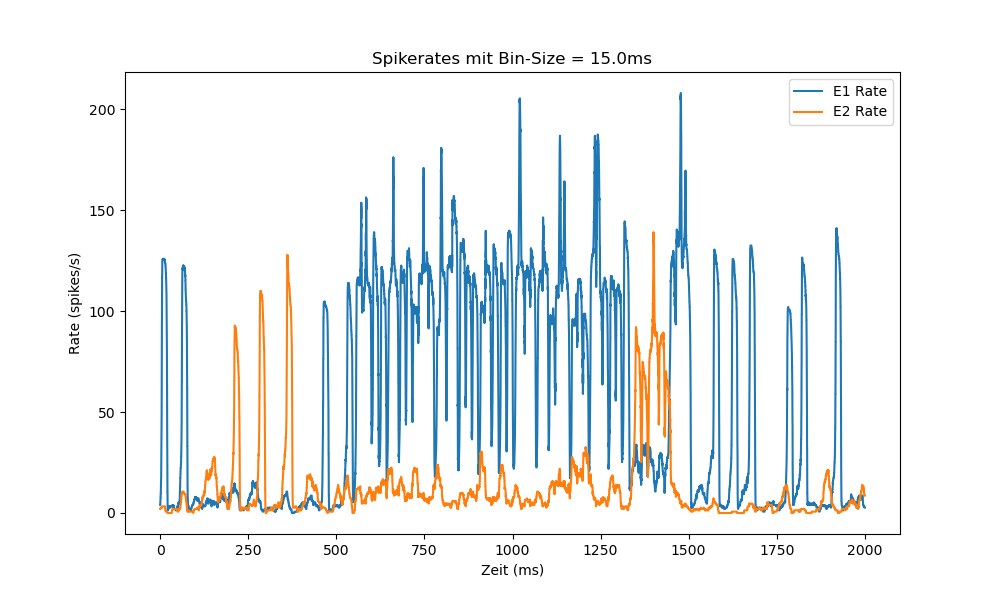 Spikerates mit Bin-Size = 15.0ms
E1 Rate
E2 Rate
Rate (spikes/s)
200
150
100
50
0
0 250 500 750 1000 1250 1500 1750 2000
Zeit (ms)